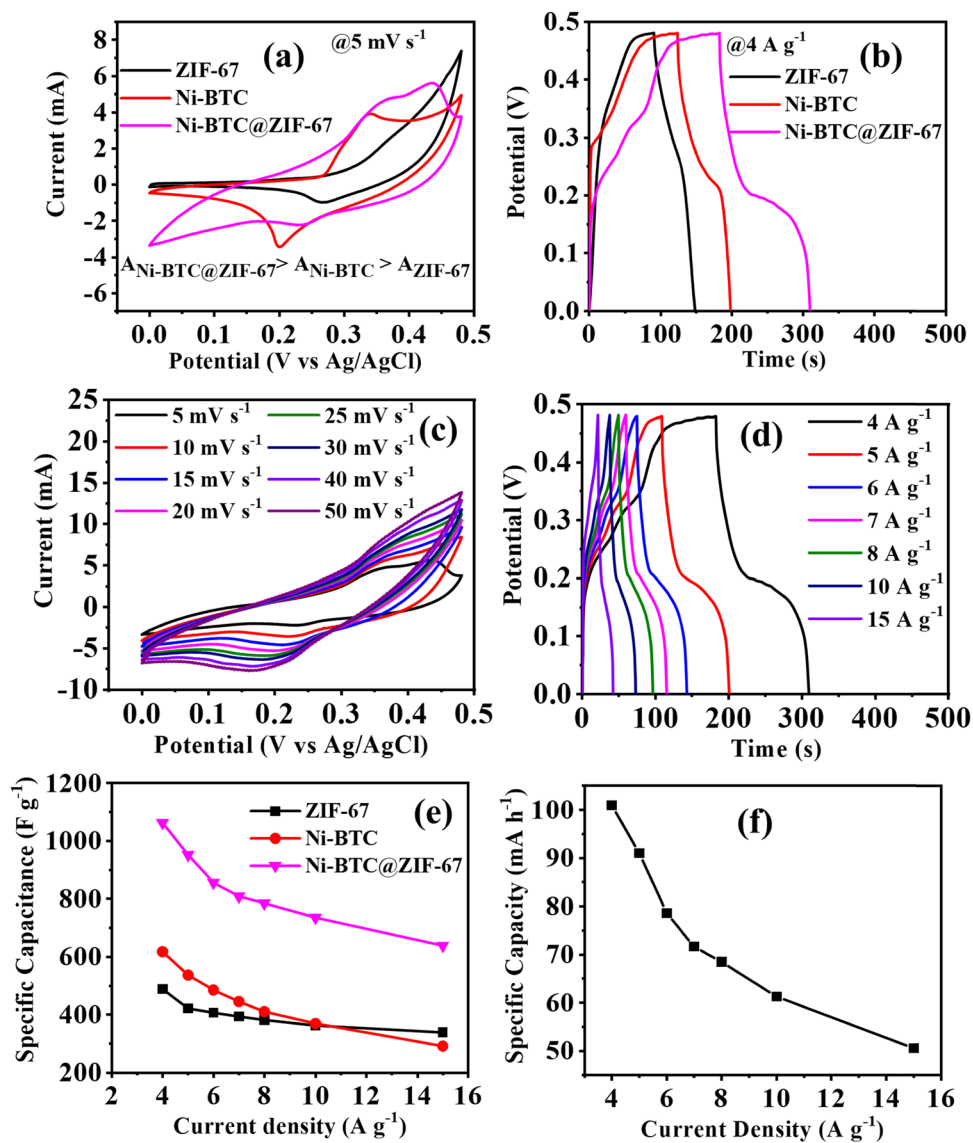 (a)
@5 mV s-1
ZIF-67
Ni-BTC
Ni-BTC@ZIF-67
ANi-BTC@ZIF-67> ANi-BTC > AZIF-67
8
6
4
2
0
-2
-4
-6
Current (mA)
0.0 0.1 0.2 0.3 0.4 0.5
Potential (V vs Ag/AgCl)
(b)
@4 A g-1
ZIF-67
Ni-BTC
Ni-BTC@ZIF-67
0.5
0.4
0.3
0.2
0.1
0.0
Potential (V)
0 100 200 300 400 500
Time (s)
(c)
5 mV s-1 25 mV s-1
10 mV s-1 30 mV s-1
15 mV s-1 40 mV s-1
20 mV s-1 50 mV s-1
25
20
15
10
5
0
-5
-10
Current (mA)
0.0 0.1 0.2 0.3 0.4 0.5
Potential (V vs Ag/AgCl)
(d)
4 A g-1
5 A g-1
6 A g-1
7 A g-1
8 A g-1
10 A g-1
15 A g-1
0.5
0.4
0.3
0.2
0.1
0.0
Potential (V)
0 100 200 300 400 500
Time (s)
(e)
ZIF-67
Ni-BTC
Ni-BTC@ZIF-67
1200
1000
800
600
400
200
Specific Capacitance (F g-1)
2 4 6 8 10 12 14 16
Current density (A g-1)
(f)
100
90
80
70
60
50
Specific Capacity (mA h-1)
4 6 8 10 12 14 16
Current Density (A g-1)